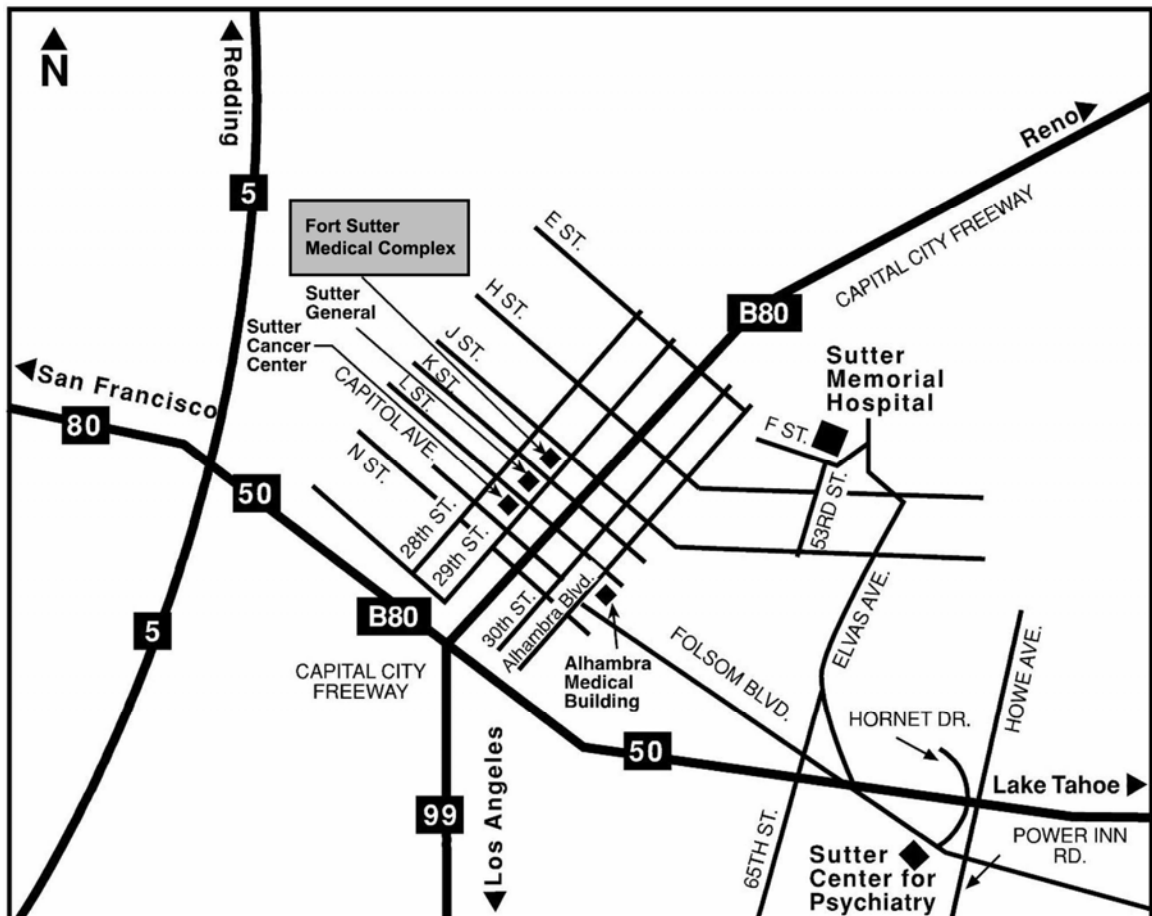 N
Redding
5
Reno
CAPITAL CITY FREEWAY
Fort Sutter
Medical Complex
E ST.
H ST.
B80
Sutter
General
J ST.
Sutter
Cancer
Center
K ST.
L ST.
CAPITOL AVE.
N ST.
San Francisco
80
50
Sutter
Memorial
Hospital
F ST.
53RD ST.
28th ST.
29th ST.
30th ST.
Alhambra Blvd.
B80
5
CAPITAL CITY
FREEWAY
Alhambra
Medical
Building
FOLSOM BLVD.
ELVAS AVE.
HOWE AVE.
HORNET DR.
50
Lake Tahoe
99
Los Angeles
65TH ST.
Sutter
Center for
Psychiatry
POWER INN
RD.